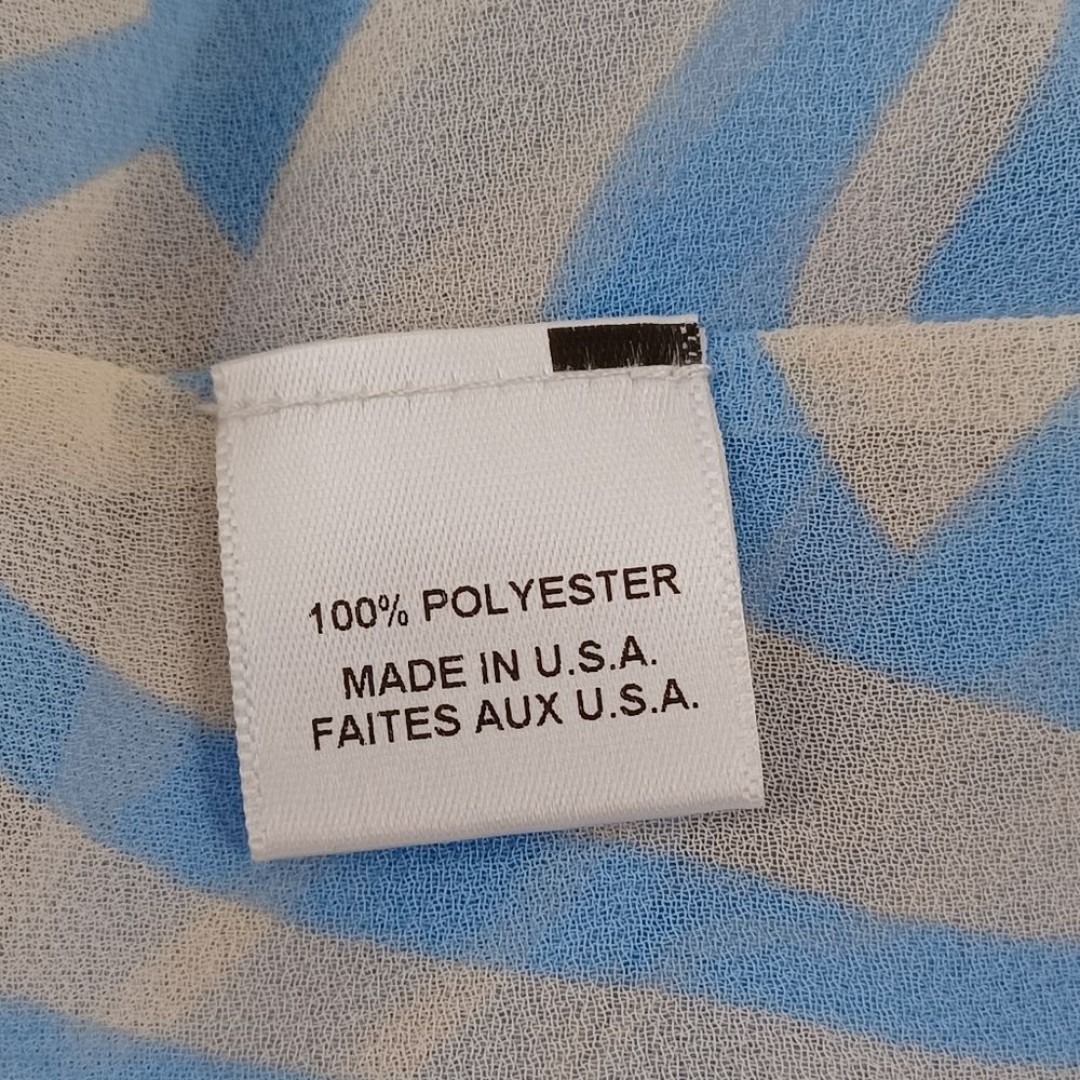 100% POLYESTER
MADE IN U.S.A.
FAITES AUX U.S.A.